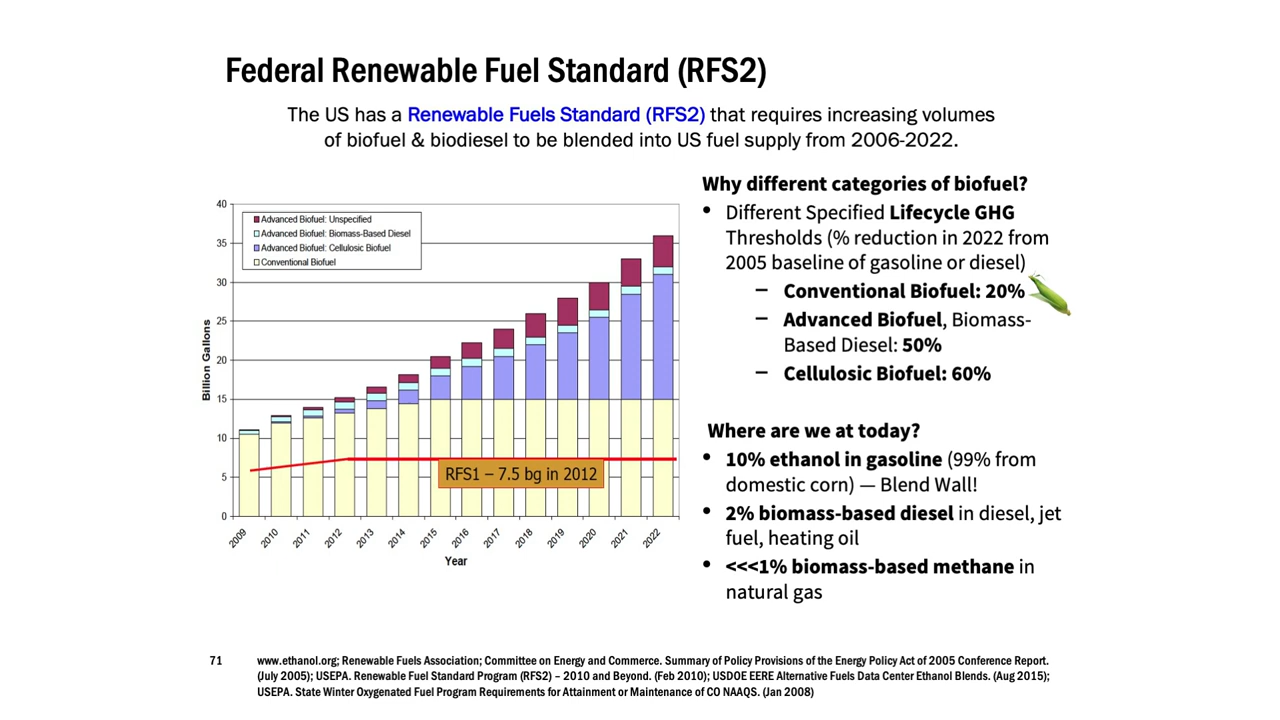 Federal Renewable Fuel Standard (RFS2)
The US has a Renewable Fuels Standard (RFS2) that requires increasing volumes
of biofuel & biodiesel to be blended into US fuel supply from 2006-2022.
40
35
30
25
20
15
10
5
0
Billion Gallons
Advanced Biofuel: Unspecified
Advanced Biofuel: Biomass-Based Diesel
Advanced Biofuel: Cellulosic Biofuel
Conventional Biofuel
RFS1 – 7.5 bg in 2012
2009
2010
2011
2012
2013
2014
2015
2016
2017
2018
2019
2020
2021
2022
Year
Why different categories of biofuel?
• Different Specified Lifecycle GHG
Thresholds (% reduction in 2022 from
2005 baseline of gasoline or diesel)
– Conventional Biofuel: 20%
– Advanced Biofuel, Biomass-
Based Diesel: 50%
– Cellulosic Biofuel: 60%
Where are we at today?
• 10% ethanol in gasoline (99% from
domestic corn) — Blend Wall!
• 2% biomass-based diesel in diesel, jet
fuel, heating oil
• <<<1% biomass-based methane in
natural gas
71
www.ethanol.org; Renewable Fuels Association; Committee on Energy and Commerce. Summary of Policy Provisions of the Energy Policy Act of 2005 Conference Report.
(July 2005); USEPA. Renewable Fuel Standard Program (RFS2) – 2010 and Beyond. (Feb 2010); USDOE EERE Alternative Fuels Data Center Ethanol Blends. (Aug 2015);
USEPA. State Winter Oxygenated Fuel Program Requirements for Attainment or Maintenance of CO NAAQS. (Jan 2008)